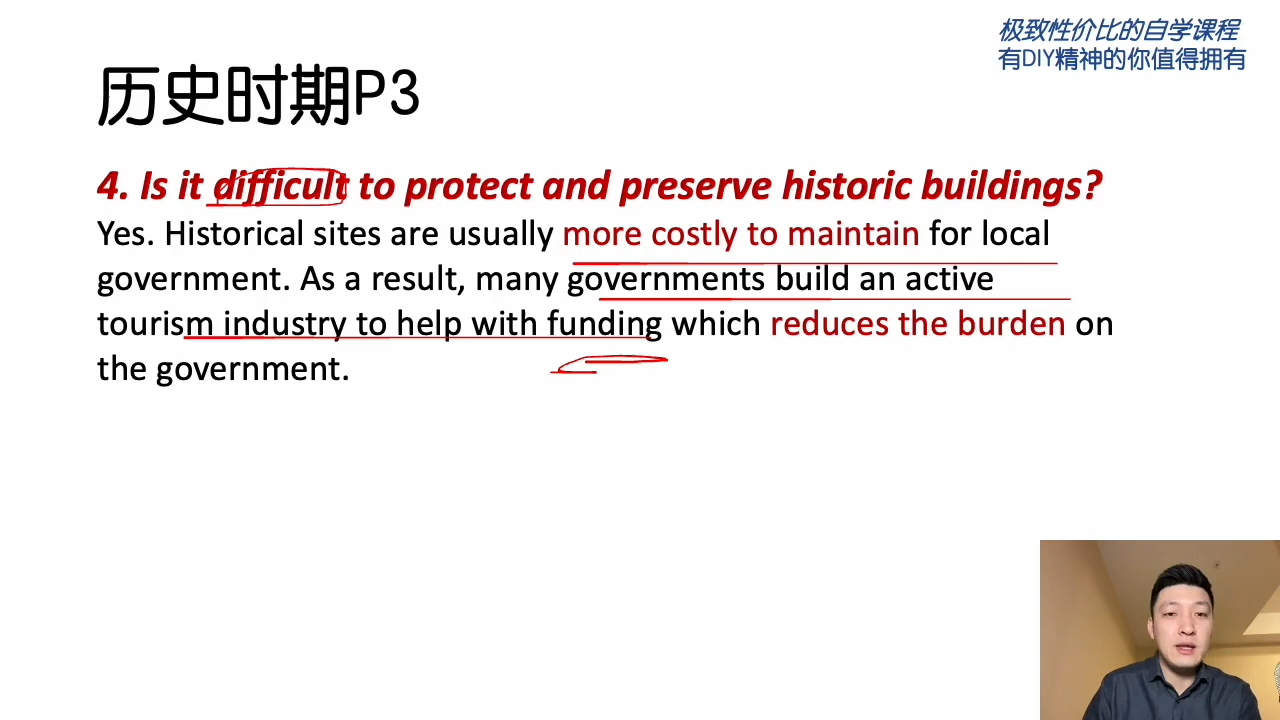 极致性价比的自学课程
有DIY精神的你值得拥有
历史时期P3
4. Is it difficult to protect and preserve historic buildings?
Yes. Historical sites are usually more costly to maintain for local
government. As a result, many governments build an active
tourism industry to help with funding which reduces the burden on
the government.